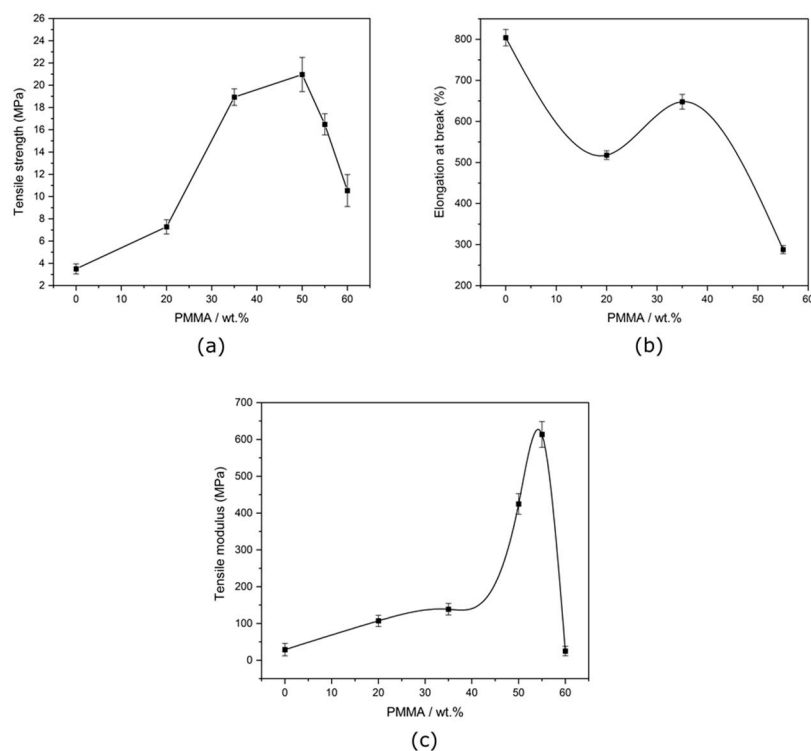 26
24
22
20
18
16
14
12
10
8
6
4
2
Tensile strength (MPa)
0 10 20 30 40 50 60
PMMA / wt.%
(a)
800
700
600
500
400
300
200
Elongation at break (%)
0 10 20 30 40 50 60
PMMA / wt.%
(b)
700
600
500
400
300
200
100
0
Tensile modulus (MPa)
0 10 20 30 40 50 60
PMMA / wt.%
(c)